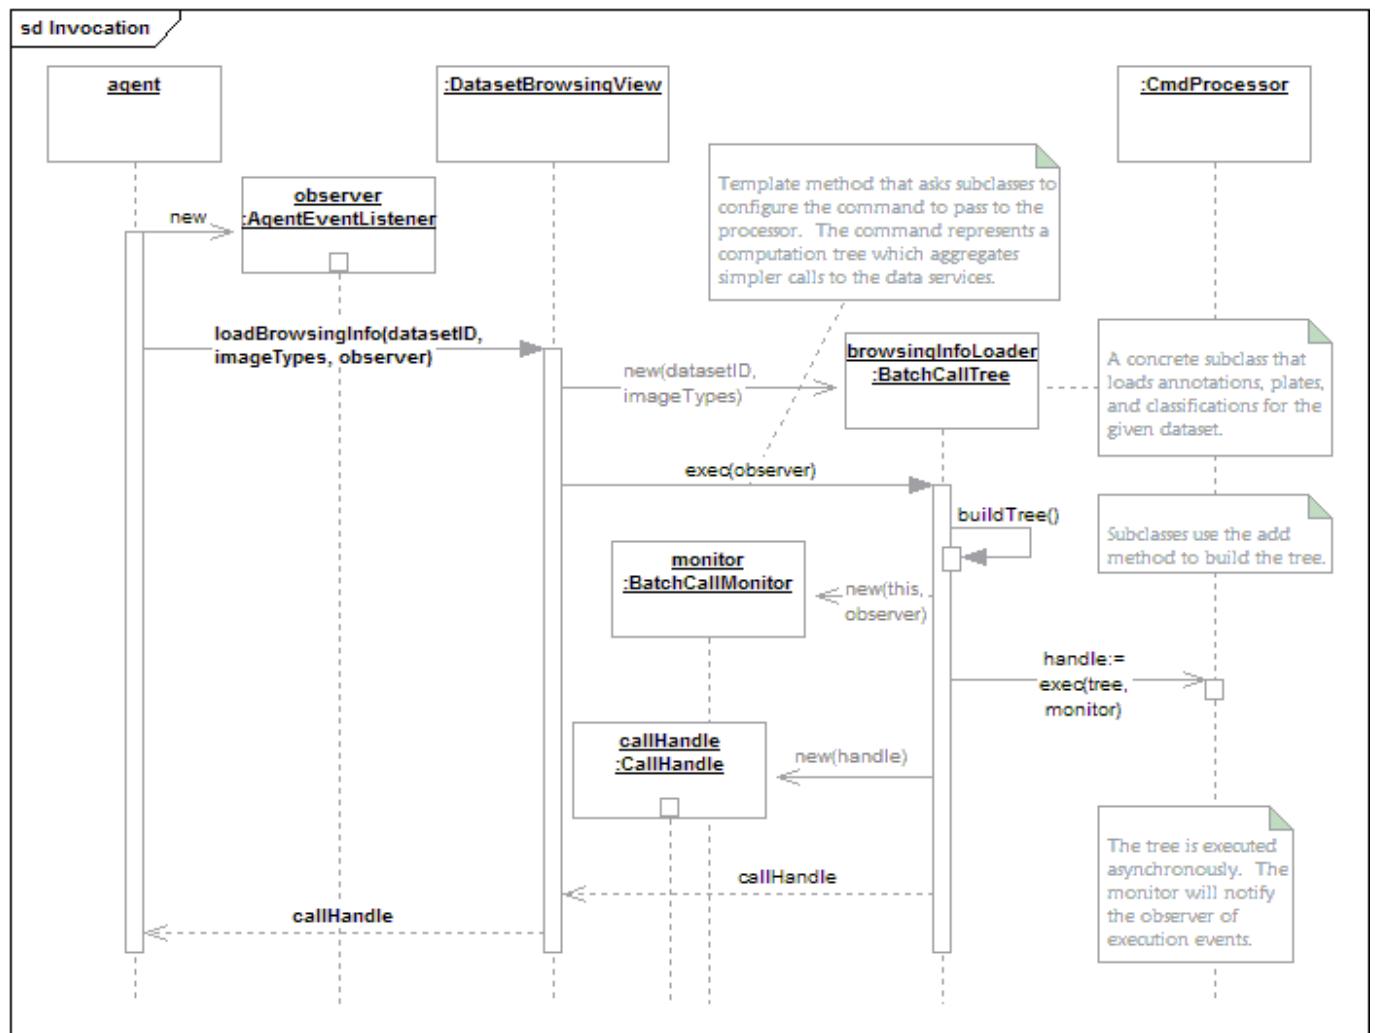 sd Invocation
agent
:DatasetBrowsingView
:CmdProcessor
observer
:AgentEventListener
new
Template method that asks subclasses to
configure the command to pass to the
processor. The command represents a
computation tree which aggregates
simpler calls to the data services.
loadBrowsingInfo(datasetID,
imageTypes, observer)
new(datasetID,
imageTypes)
browsingInfoLoader
:BatchCallTree
A concrete subclass that
loads annotations, plates,
and classifications for the
given dataset.
exec(observer)
buildTree()
Subclasses use the add
method to build the tree.
monitor
:BatchCallMonitor
new(this,
observer)
handle:=
exec(tree,
monitor)
callHandle
:CallHandle
new(handle)
The tree is executed
asynchronously. The
monitor will notify
the observer of
execution events.
callHandle
callHandle